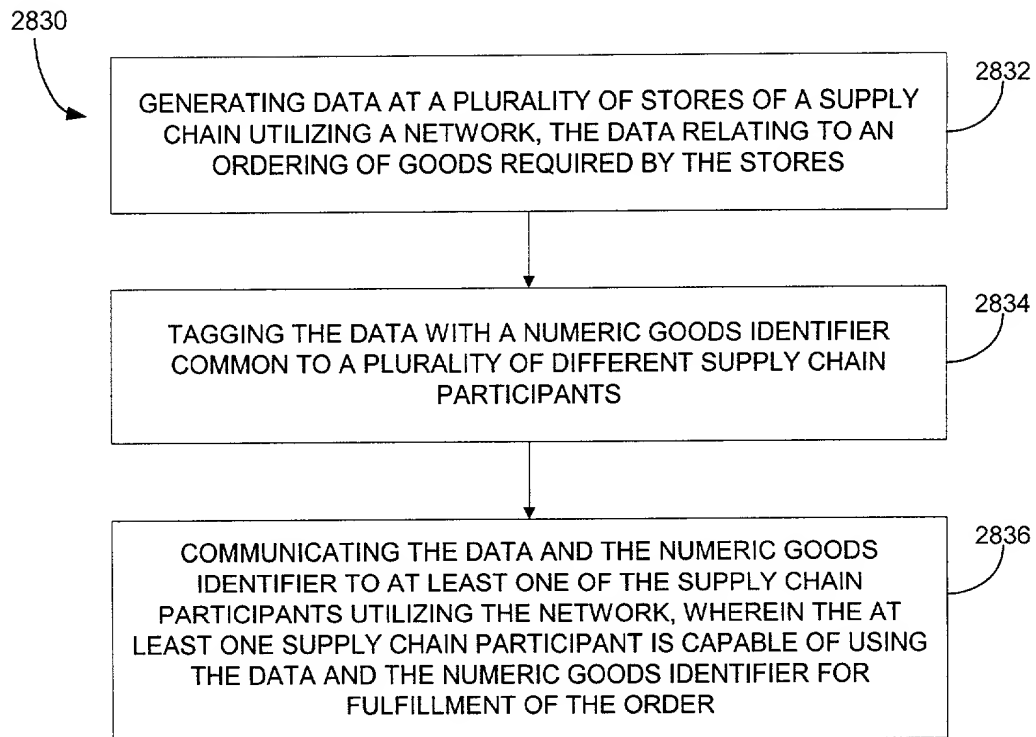 2830
2832
GENERATING DATA AT A PLURALITY OF STORES OF A SUPPLY
CHAIN UTILIZING A NETWORK, THE DATA RELATING TO AN
ORDERING OF GOODS REQUIRED BY THE STORES
2834
TAGGING THE DATA WITH A NUMERIC GOODS IDENTIFIER
COMMON TO A PLURALITY OF DIFFERENT SUPPLY CHAIN
PARTICIPANTS
2836
COMMUNICATING THE DATA AND THE NUMERIC GOODS
IDENTIFIER TO AT LEAST ONE OF THE SUPPLY CHAIN
PARTICIPANTS UTILIZING THE NETWORK, WHEREIN THE AT
LEAST ONE SUPPLY CHAIN PARTICIPANT IS CAPABLE OF USING
THE DATA AND THE NUMERIC GOODS IDENTIFIER FOR
FULFILLMENT OF THE ORDER